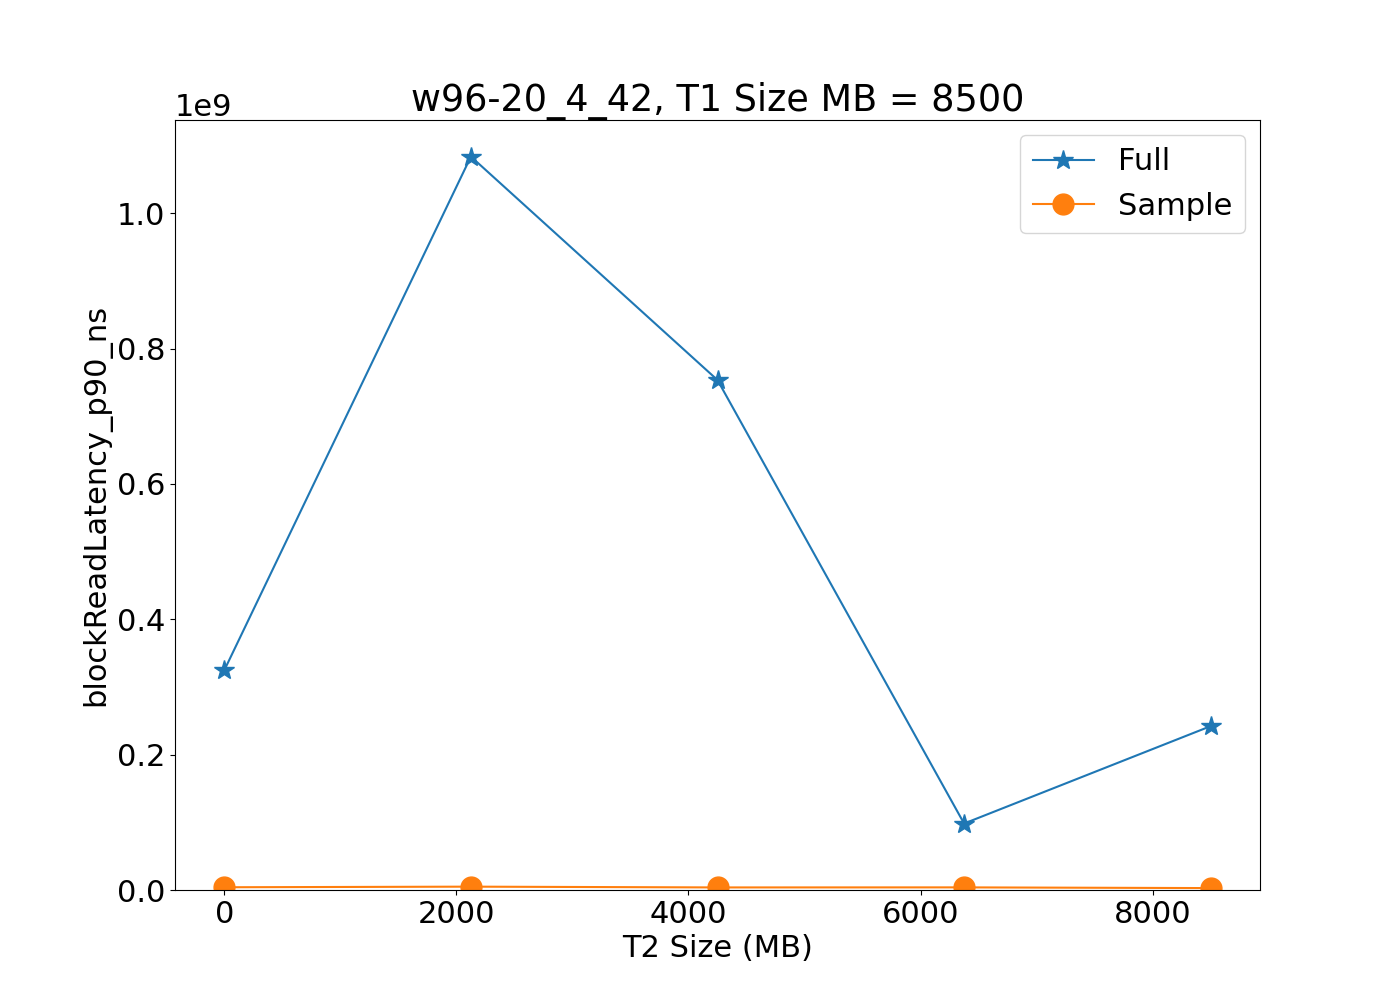 w96-20_4_42, T1 Size MB = 8500
1e9
Full
Sample
1.0
0.8
0.6
0.4
0.2
0.0
blockReadLatency_p90_ns
0 2000 4000 6000 8000
T2 Size (MB)